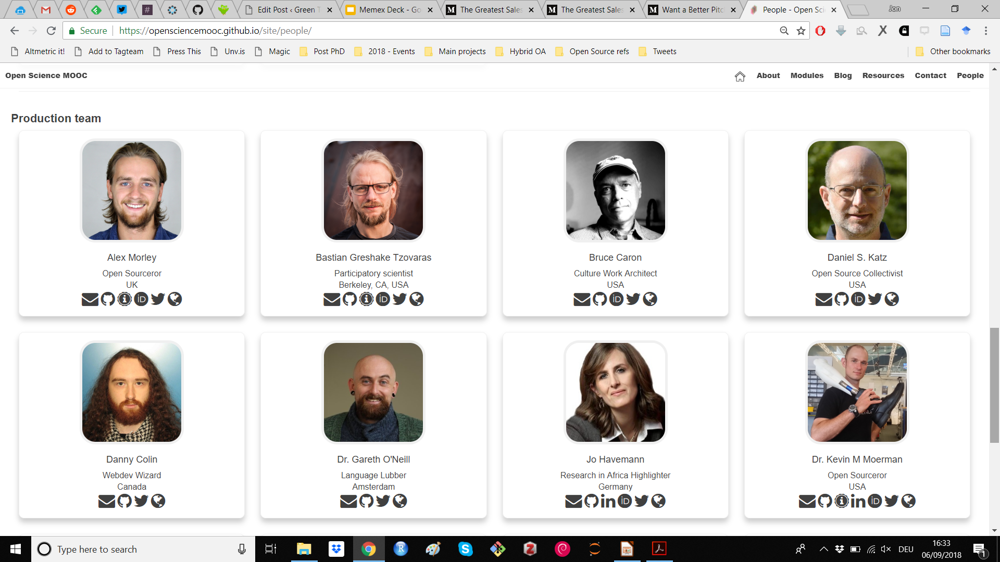 Edit Post ‹ Green T
Memex Deck - Go
The Greatest Sales
The Greatest Sales
Want a Better Pitc
People - Open Sci
Jon
Secure
https://opensciencemooc.github.io/site/people/
Altmetric it!
Add to Tagteam
Press This
Unv.is
Magic
Post PhD
2018 - Events
Main projects
Hybrid OA
Open Source refs
Tweets
Other bookmarks
Open Science MOOC
About
Modules
Blog
Resources
Contact
People
Production team
Alex Morley
Open Sourceror
UK
Bastian Greshake Tzovaras
Participatory scientist
Berkeley, CA, USA
Bruce Caron
Culture Work Architect
USA
Daniel S. Katz
Open Source Collectivist
USA
Danny Colin
Webdev Wizard
Canada
Dr. Gareth O'Neill
Language Lubber
Amsterdam
Jo Havemann
Research in Africa Highlighter
Germany
Dr. Kevin M Moerman
Open Sourceror
USA
Type here to search
DEU
16:33
06/09/2018
1